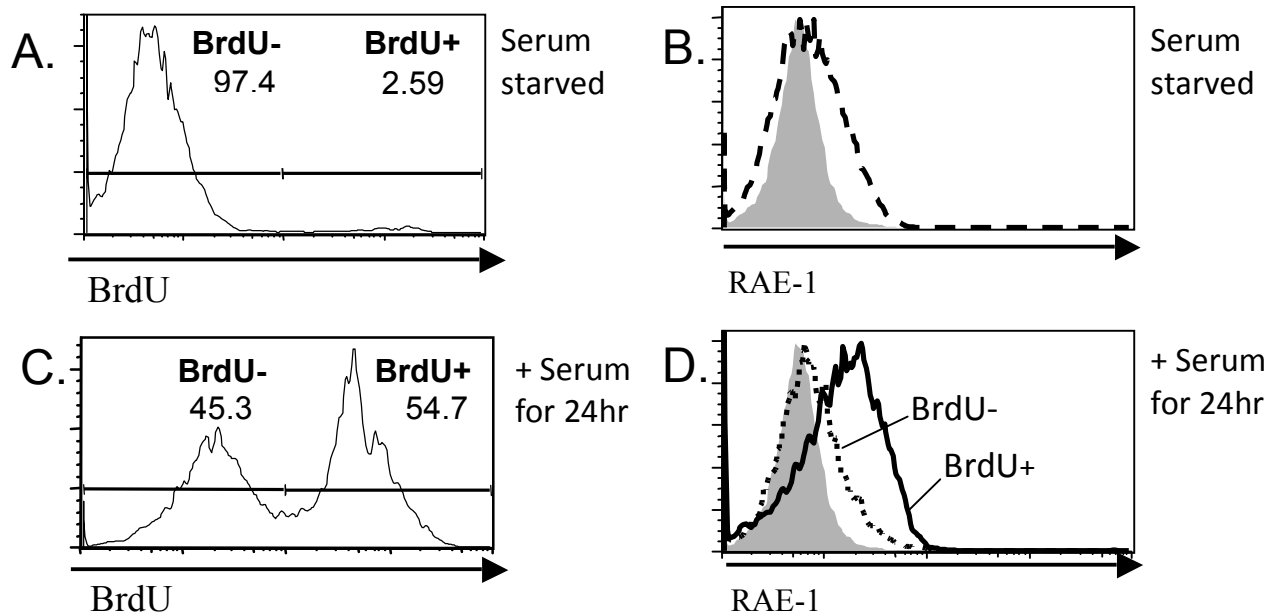 A.
BrdU- BrdU+
97.4 2.59
Serum
starved
BrdU
B.
Serum
starved
RAE-1
C.
BrdU- BrdU+
45.3 54.7
+ Serum
for 24hr
BrdU
D.
BrdU-
BrdU+
+ Serum
for 24hr
RAE-1